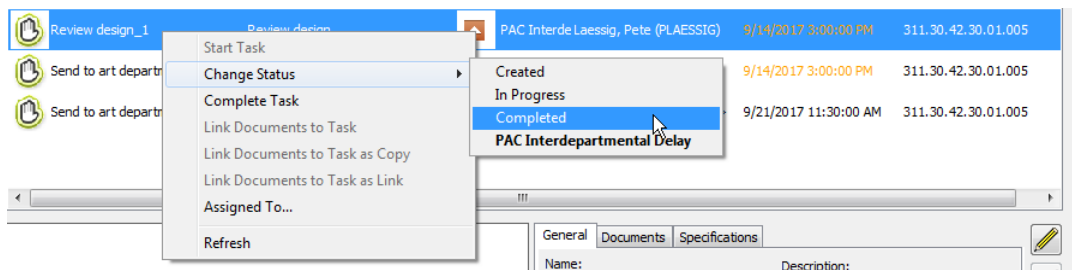 Review design_1 Review design PAC Interde Laessig, Pete (PLAESSIG) 9/14/2017 3:00:00 PM 311.30.42.30.01.005
Start Task
Send to art departm Change Status Created 9/14/2017 3:00:00 PM 311.30.42.30.01.005
In Progress
Complete Task
Send to art departm Completed 9/21/2017 11:30:00 AM 311.30.42.30.01.005
Link Documents to Task
PAC Interdepartmental Delay
Link Documents to Task as Copy
Link Documents to Task as Link
Assigned To...
Refresh
General Documents Specifications
Name: Description: